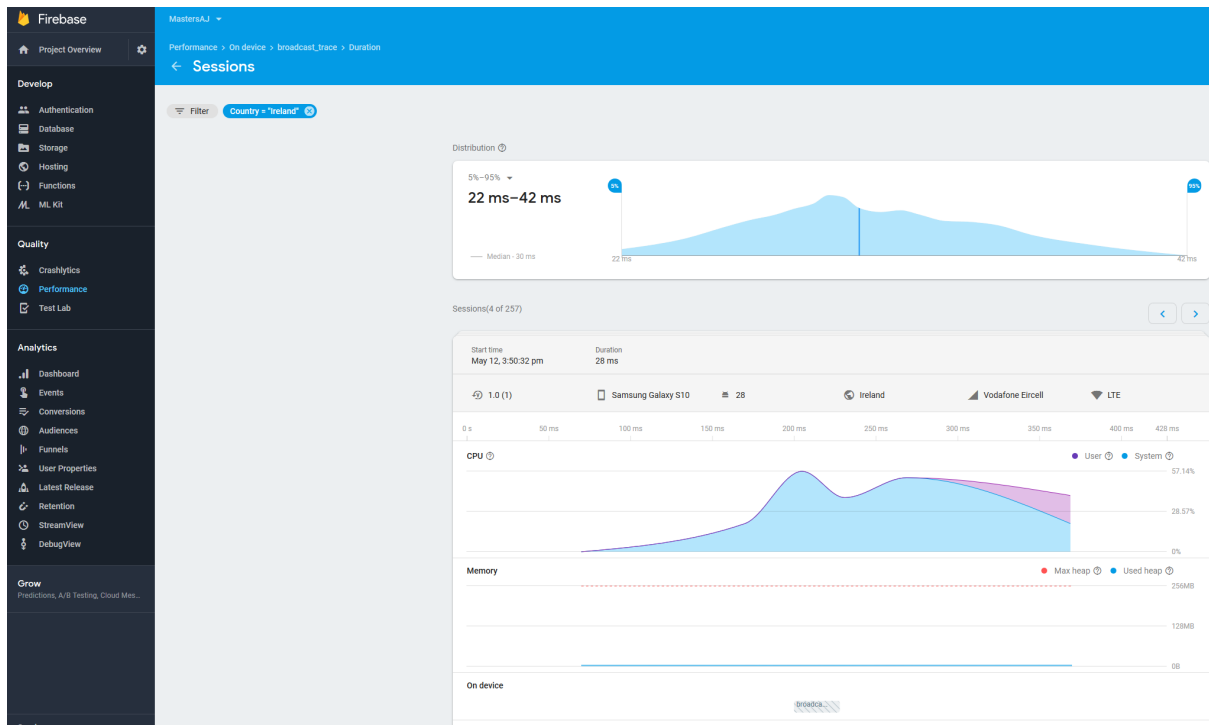 Firebase
Project Overview
Develop
Authentication
Database
Storage
Hosting
Functions
ML Kit
Quality
Crashlytics
Performance
Test Lab
Analytics
Dashboard
Events
Conversions
Audiences
Funnels
User Properties
Latest Release
Retention
StreamView
DebugView
Grow
Predictions, A/B Testing, Cloud Mes...
MastersAJ
Performance > On device > broadcast_trace > Duration
Sessions
Filter Country = "Ireland"
Distribution
5%–95%
22 ms–42 ms
Median - 30 ms
5% 95%
22 ms 42 ms
Sessions(4 of 257)
Start time Duration
May 12, 3:50:32 pm 28 ms
1.0 (1) Samsung Galaxy S10 28 Ireland Vodafone Eircell LTE
0 s 50 ms 100 ms 150 ms 200 ms 250 ms 300 ms 350 ms 400 ms 428 ms
CPU User System
57.14%
28.57%
0%
Memory Max heap Used heap
256MB
128MB
0B
On device
broadca...